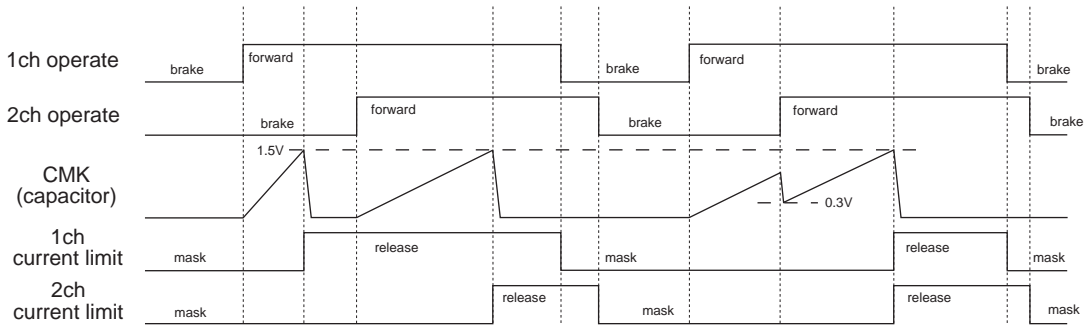 1ch operate
brake
forward
brake
forward
brake
2ch operate
brake
forward
brake
forward
brake
CMK
(capacitor)
1.5V
0.3V
1ch
current limit
mask
release
mask
release
mask
2ch
current limit
mask
release
mask
release
mask